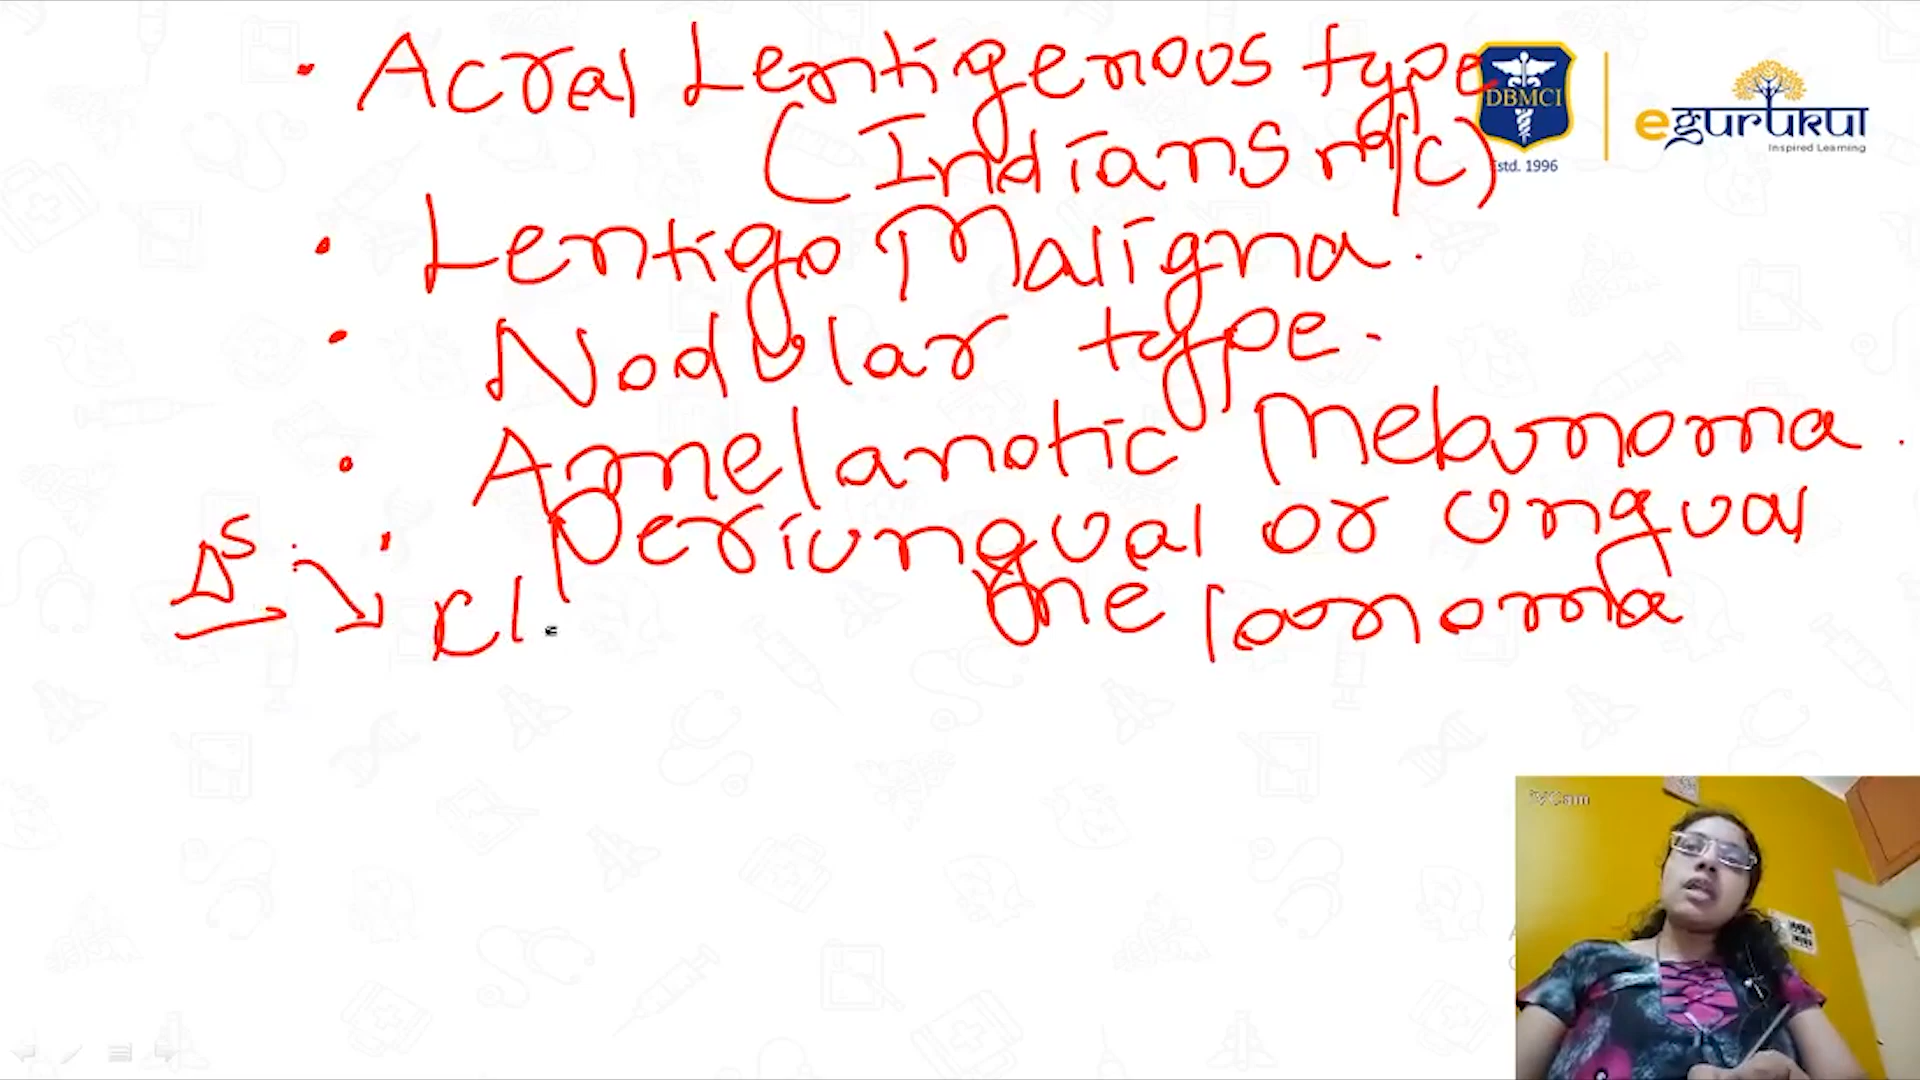 · Acral Lentigenous type
(Indians m/c)
· Lentigo Maligna.
· Nodular type.
· Amelanotic Melanoma.
· Periungual or ungual
melanoma
ΔS
cl.
DBMCI
Estd. 1996
egurukul
Inspired Learning